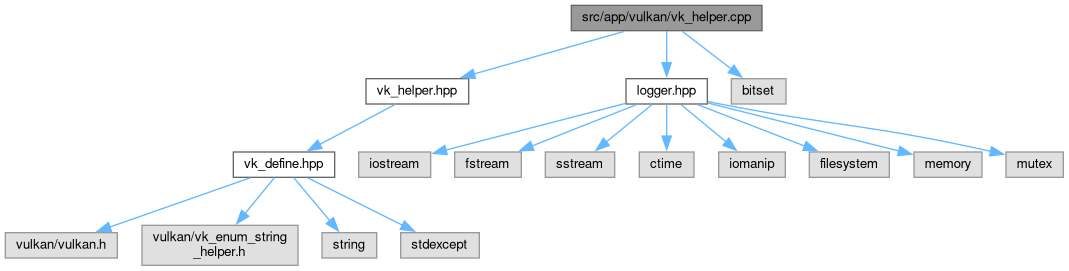 src/app/vulkan/vk_helper.cpp
vk_helper.hpp
logger.hpp
bitset
vk_define.hpp
iostream
fstream
sstream
ctime
iomanip
filesystem
memory
mutex
vulkan/vulkan.h
vulkan/vk_enum_string
_helper.h
string
stdexcept